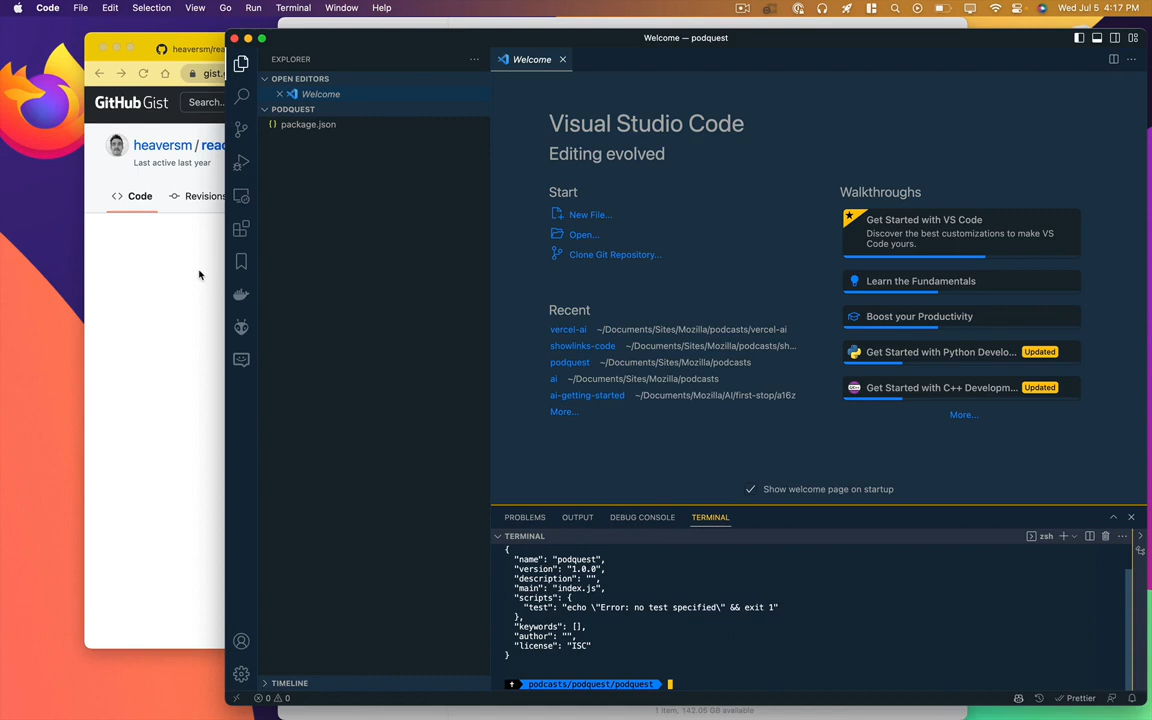 Code File Edit Selection View Go Run Terminal Window Help
Wed Jul 5 4:17 PM
heaversm/rea
gist.g
GitHub Gist
Search...
heaversm / reac
Last active last year
Code
Revisions
Welcome — podquest
EXPLORER
OPEN EDITORS
Welcome
PODQUEST
package.json
TIMELINE
Welcome
Visual Studio Code
Editing evolved
Start
New File...
Open...
Clone Git Repository...
Recent
vercel-ai ~/Documents/Sites/Mozilla/podcasts/vercel-ai
showlinks-code ~/Documents/Sites/Mozilla/podcasts/sh...
podquest ~/Documents/Sites/Mozilla/podcasts
ai ~/Documents/Sites/Mozilla/podcasts
ai-getting-started ~/Documents/Mozilla/AI/first-stop/a16z
More...
Walkthroughs
Get Started with VS Code
Discover the best customizations to make VS
Code yours.
Learn the Fundamentals
Boost your Productivity
Get Started with Python Develo... Updated
Get Started with C++ Developm... Updated
More...
Show welcome page on startup
PROBLEMS OUTPUT DEBUG CONSOLE TERMINAL
TERMINAL
zsh
{
"name": "podquest",
"version": "1.0.0",
"description": "",
"main": "index.js",
"scripts": {
"test": "echo \"Error: no test specified\" && exit 1"
},
"keywords": [],
"author": "",
"license": "ISC"
}
podcasts/podquest/podquest
0 0
Prettier
1 item, 142.05 GB available